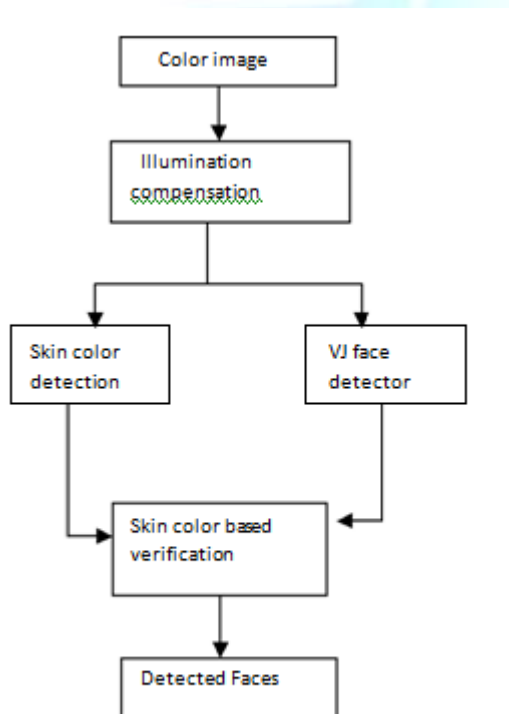 Color image
Illumination
compensation
Skin color
detection
VJ face
detector
Skin color based
verification
Detected Faces